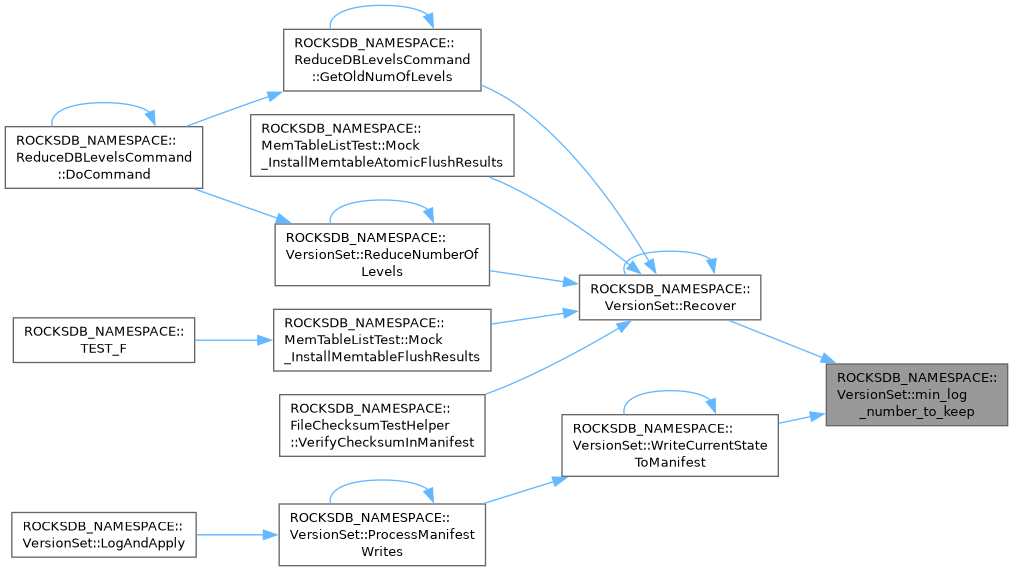 ROCKSDB_NAMESPACE::
ReduceDBLevelsCommand
::GetOldNumOfLevels
ROCKSDB_NAMESPACE::
MemTableListTest::Mock
_InstallMemtableAtomicFlushResults
ROCKSDB_NAMESPACE::
ReduceDBLevelsCommand
::DoCommand
ROCKSDB_NAMESPACE::
VersionSet::ReduceNumberOf
Levels
ROCKSDB_NAMESPACE::
VersionSet::Recover
ROCKSDB_NAMESPACE::
TEST_F
ROCKSDB_NAMESPACE::
MemTableListTest::Mock
_InstallMemtableFlushResults
ROCKSDB_NAMESPACE::
VersionSet::min_log
_number_to_keep
ROCKSDB_NAMESPACE::
FileChecksumTestHelper
::VerifyChecksumInManifest
ROCKSDB_NAMESPACE::
VersionSet::WriteCurrentState
ToManifest
ROCKSDB_NAMESPACE::
VersionSet::LogAndApply
ROCKSDB_NAMESPACE::
VersionSet::ProcessManifest
Writes